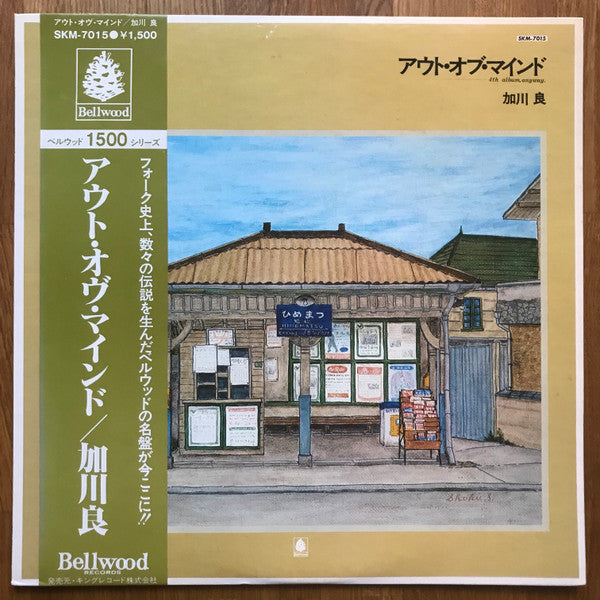 アウト・オヴ・マインド／加川 良
SKM-7015●¥1,500
Bellwood
ベルウッド 1500 シリーズ
フォーク史上、数々の伝説を生んだベルウッドの名盤が今ここに!!
アウト・オヴ・マインド／加川良
Bellwood
RECORDS
発売元・キングレコード株式会社
SKM-7015
アウト・オブ・マインド
4th album, anyway.
加川 良
ひめまつ
HIMEMATSU